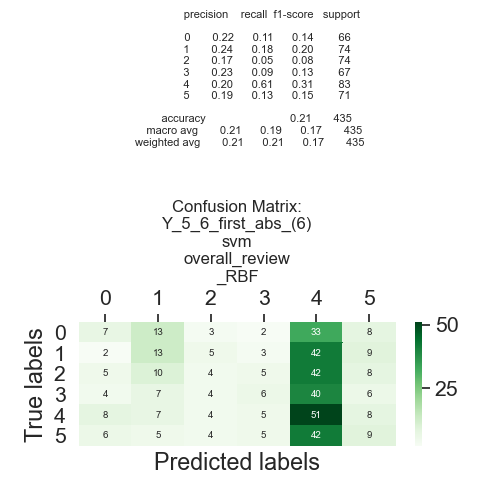 precision recall f1-score support
0 0.22 0.11 0.14 66
1 0.24 0.18 0.20 74
2 0.17 0.05 0.08 74
3 0.23 0.09 0.13 67
4 0.20 0.61 0.31 83
5 0.19 0.13 0.15 71
accuracy 0.21 435
macro avg 0.21 0.19 0.17 435
weighted avg 0.21 0.21 0.17 435
Confusion Matrix:
Y_5_6_first_abs_(6)
svm
overall_review
_RBF
0 1 2 3 4 5
0 7 13 3 2 33 8
1 2 13 5 3 42 9
2 5 10 4 5 42 8
3 4 7 4 6 40 6
4 8 7 4 5 51 8
5 6 5 4 5 42 9
True labels
Predicted labels
50
25